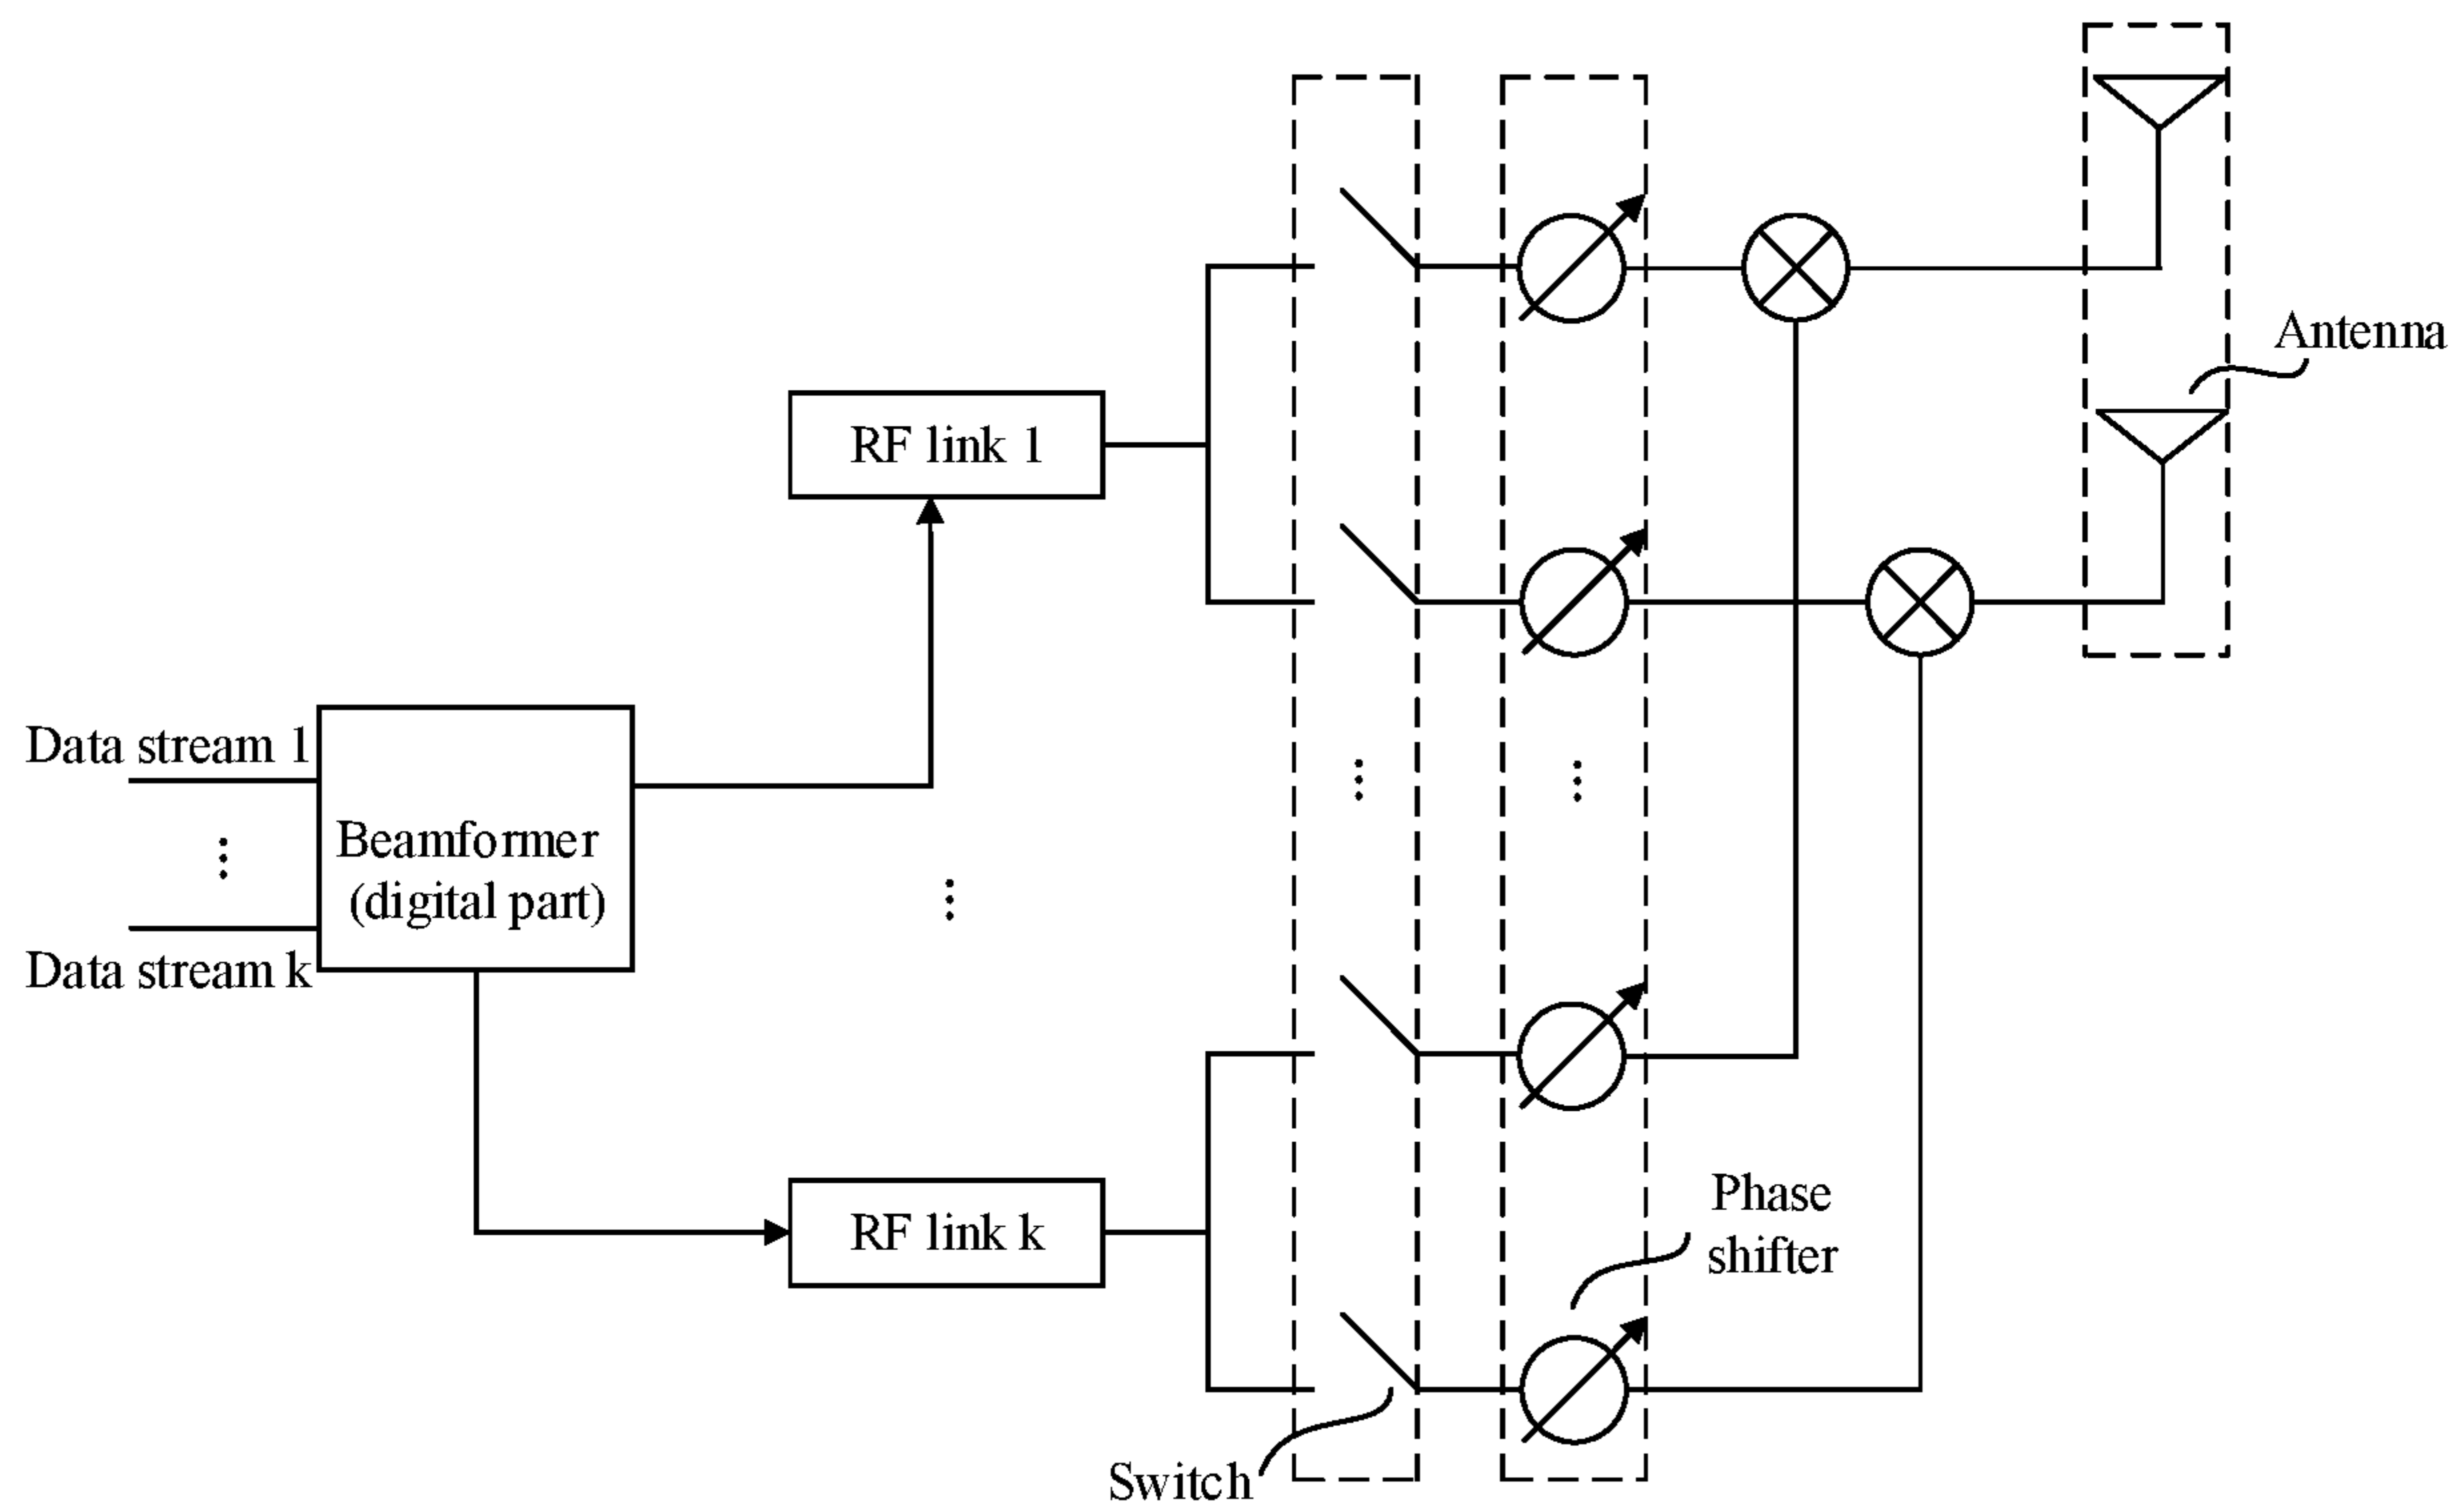 Antenna
RF link 1
Data stream 1
Beamformer
(digital part)
Data stream k
Phase
shifter
RF link k
Switch